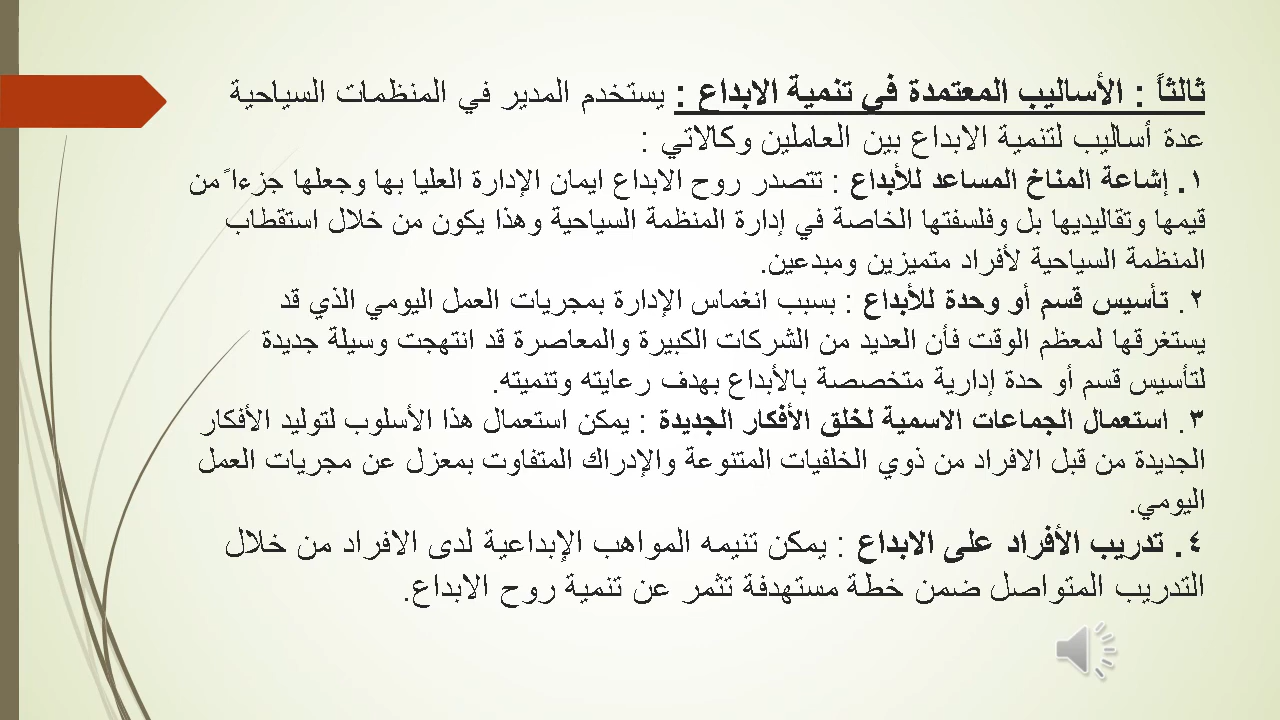 ثالثاً : الأساليب المعتمدة في تنمية الابداع : يستخدم المدير في المنظمات السياحية
عدة أساليب لتنمية الابداع بين العاملين وكالاتي :
١. إشاعة المناخ المساعد للأبداع : تتصدر روح الابداع ايمان الإدارة العليا بها وجعلها جزءاً من
قيمها وتقاليديها بل وفلسفتها الخاصة في إدارة المنظمة السياحية وهذا يكون من خلال استقطاب
المنظمة السياحية لأفراد متميزين ومبدعين.
٢. تأسيس قسم أو وحدة للأبداع : بسبب انغماس الإدارة بمجريات العمل اليومي الذي قد
يستغرقها لمعظم الوقت فأن العديد من الشركات الكبيرة والمعاصرة قد انتهجت وسيلة جديدة
لتأسيس قسم أو حدة إدارية متخصصة بالأبداع بهدف رعايته وتنميته.
٣. استعمال الجماعات الاسمية لخلق الأفكار الجديدة : يمكن استعمال هذا الأسلوب لتوليد الأفكار
الجديدة من قبل الافراد من ذوي الخلفيات المتنوعة والإدراك المتفاوت بمعزل عن مجريات العمل
اليومي.
٤. تدريب الأفراد على الابداع : يمكن تنيمه المواهب الإبداعية لدى الافراد من خلال
التدريب المتواصل ضمن خطة مستهدفة تثمر عن تنمية روح الابداع.